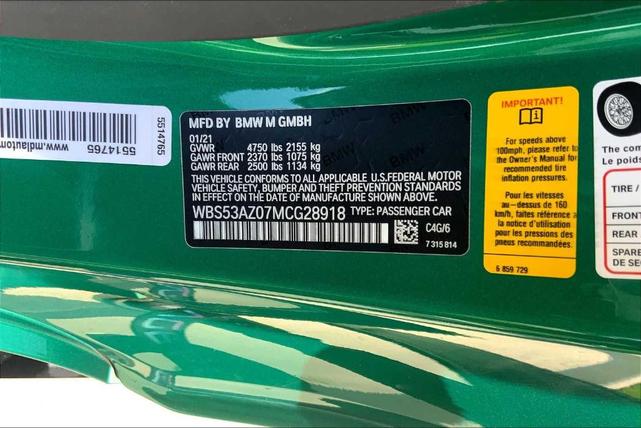 5514765
www.mdlautom
5514765
MFD BY BMW M GMBH
01/21
GVWR 4750 lbs 2155 kg
GAWR FRONT 2370 lbs 1075 kg
GAWR REAR 2500 lbs 1134 kg
THIS VEHICLE CONFORMS TO ALL APPLICABLE U.S.FEDERAL MOTOR
VEHICLE SAFETY, BUMPER AND THEFT PREVENTION STANDARDS
IN EFFECT ON THE DATE OF MANUFACTURE SHOWN ABOVE.
WBS53AZ07MCG28918 TYPE: PASSENGER CAR
C4G/6
7 315 814
IMPORTANT!
For speeds above
100mph, please refer to
the Owner's Manual for
recommended tire
inflation pressures.
Pour les vitesses
au-dessus de 160
km/h, faites référence à
la notice d'utilisation
pour les pressions des
pneus recommandées.
6 859 729
The com
Le poids
TIRE /
FRONT
REAR
SPARE
DE SEC